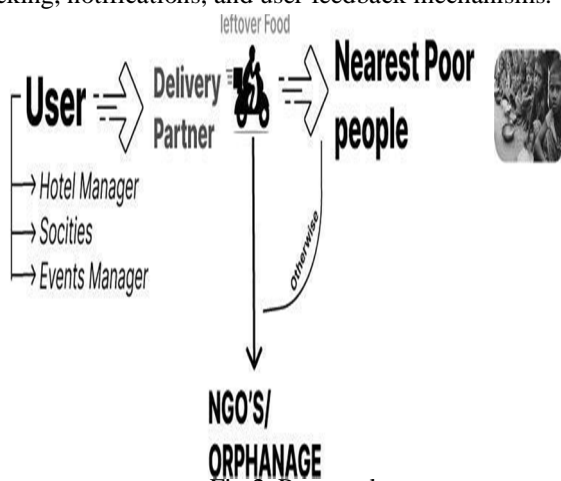 king, notifications, and user feedback mechanisms.
leftover Food
User
Delivery
Partner
Nearest Poor
people
Hotel Manager
Socities
Events Manager
Otherwise
NGO'S/
ORPHANAGE